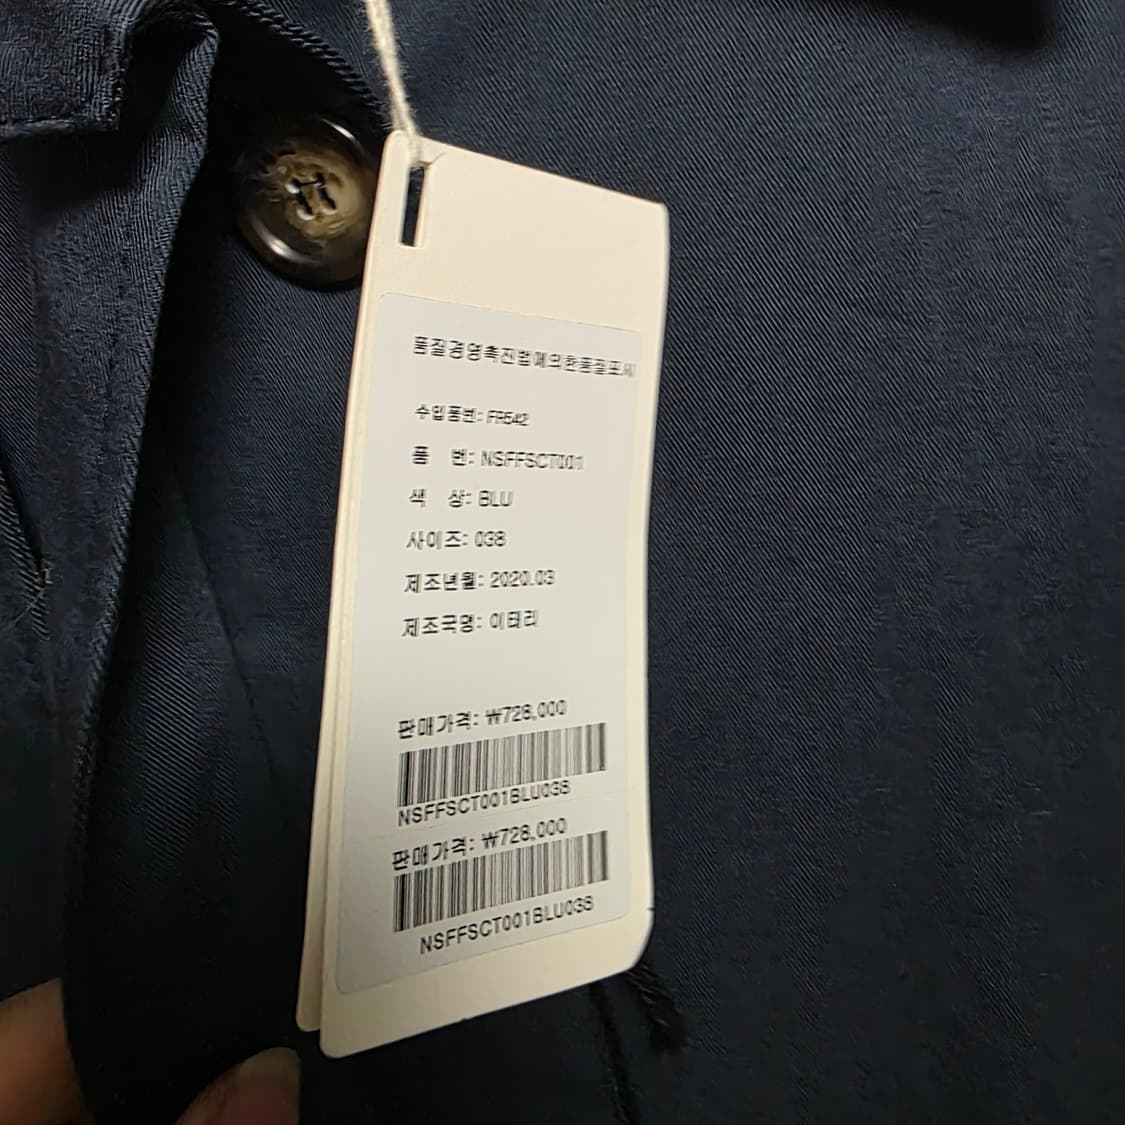 품질경영촉진법에의한품질표시
수입품번: FR542
품 번: NSFFSCT001
색 상: BLU
사이즈: 038
제조년월: 2020.03
제조국명: 이태리
판매가격: ₩728,000
NSFFSCT001BLU038
판매가격: ₩728,000
NSFFSCT001BLU038